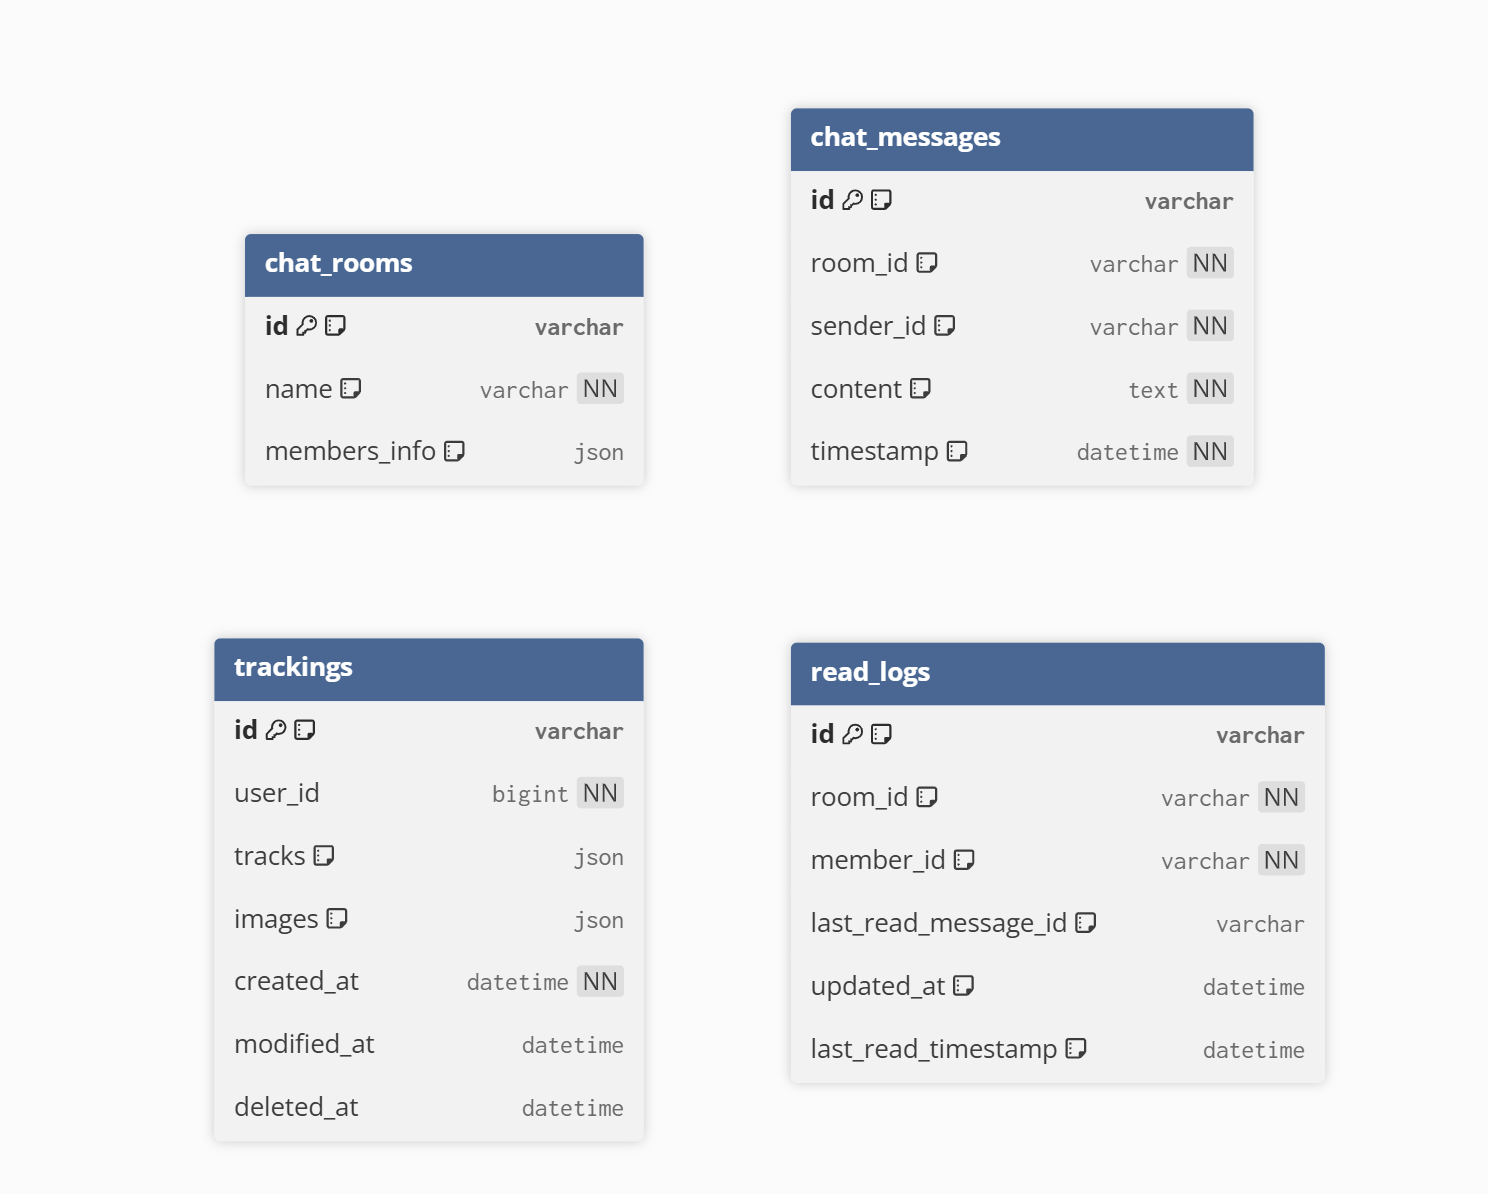 chat_messages
id varchar
room_id varchar NN
sender_id varchar NN
content text NN
timestamp datetime NN
chat_rooms
id varchar
name varchar NN
members_info json
trackings
id varchar
user_id bigint NN
tracks json
images json
created_at datetime NN
modified_at datetime
deleted_at datetime
read_logs
id varchar
room_id varchar NN
member_id varchar NN
last_read_message_id varchar
updated_at datetime
last_read_timestamp datetime